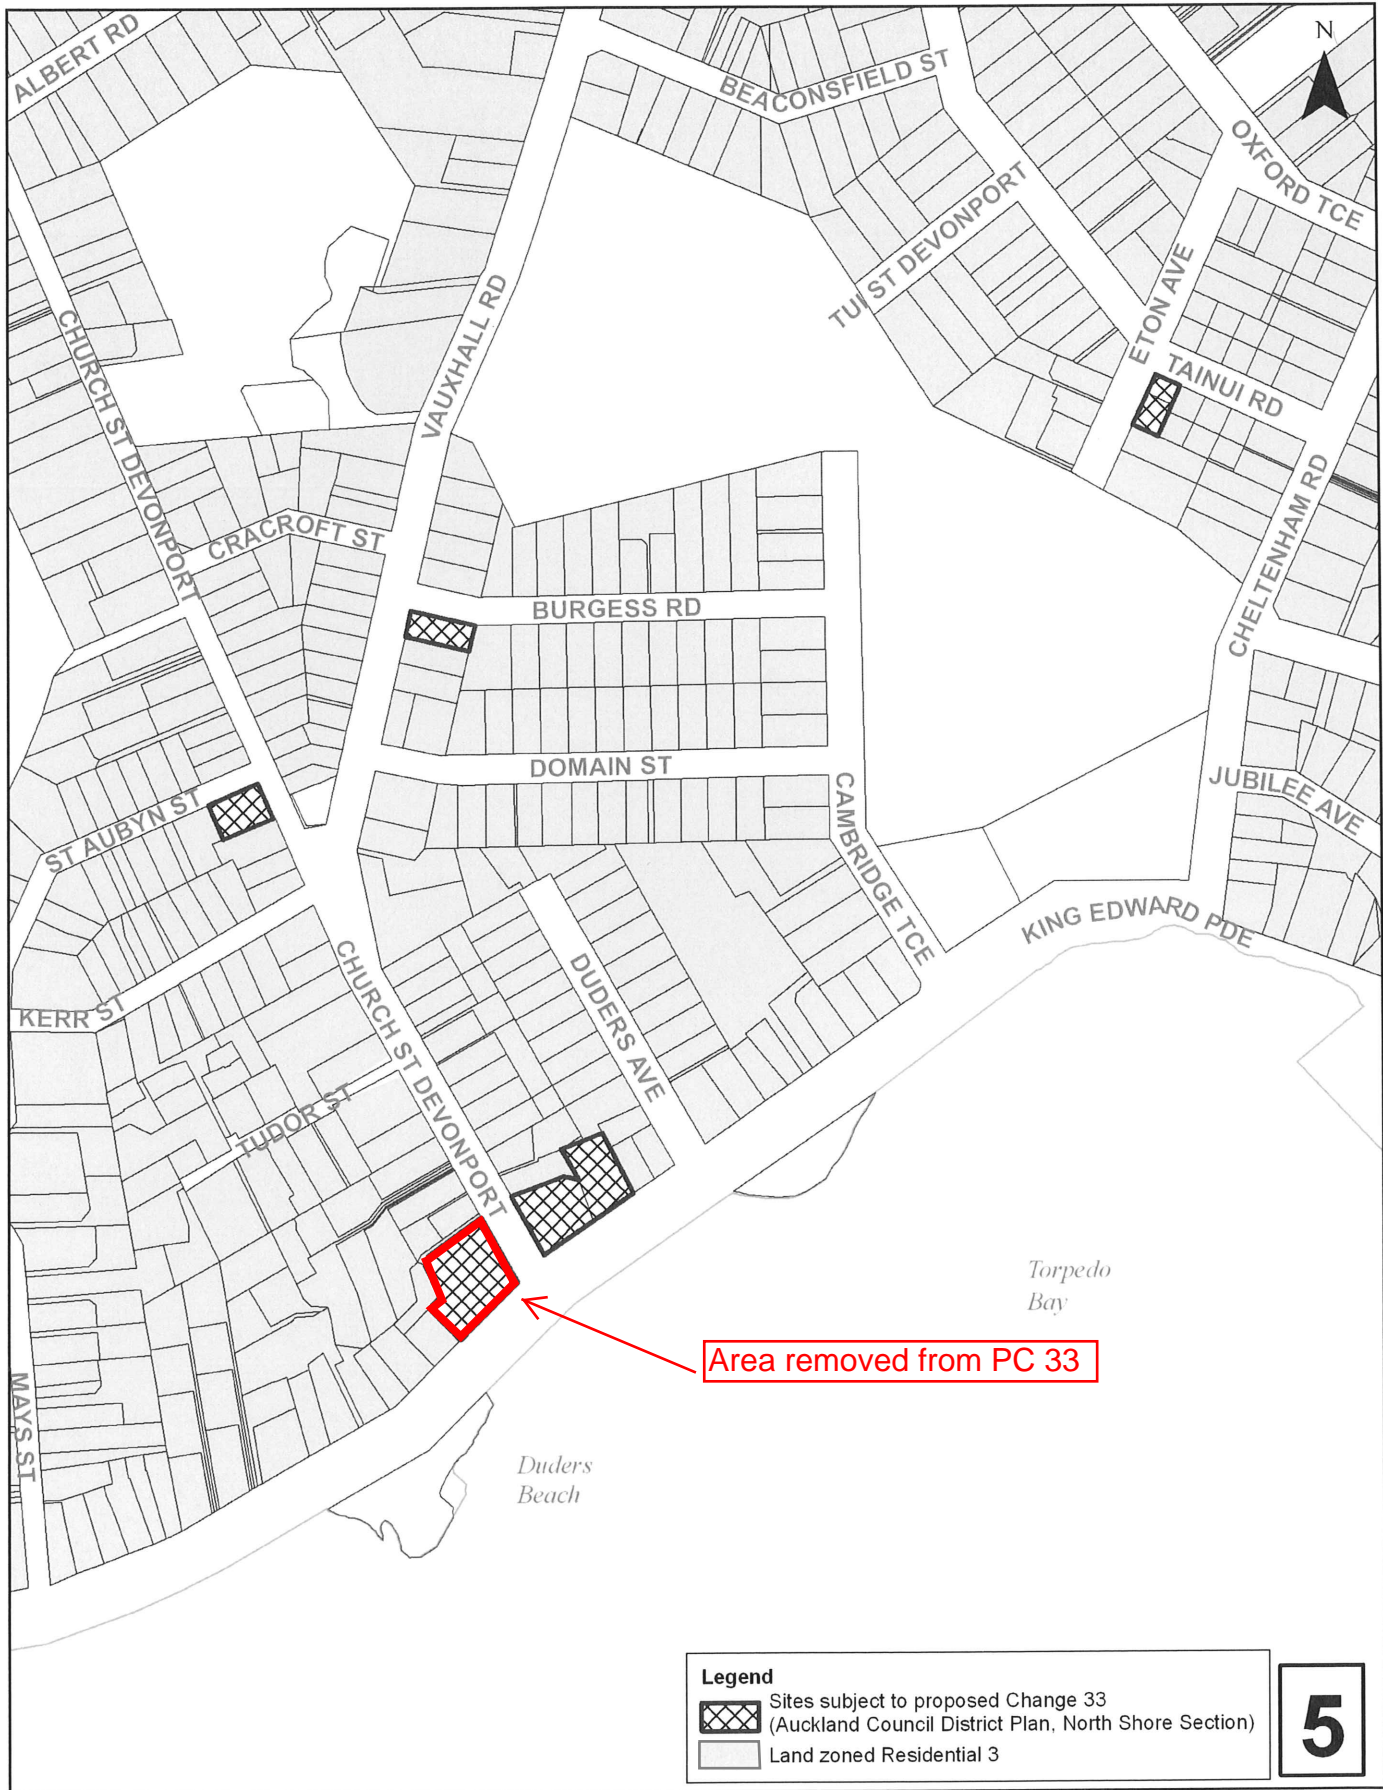 N
ALBERT RD
BEACONSFIELD ST
OXFORD TCE
TUI ST DEVONPORT
ETON AVE
VAUXHALL RD
CHURCH ST DEVONPORT
TAINUI RD
CHELTENHAM RD
CRACROFT ST
BURGESS RD
DOMAIN ST
CAMBRIDGE TCE
JUBILEE AVE
ST AUBYN ST
KING EDWARD PDE
KERR ST
CHURCH ST DEVONPORT
DUDERS AVE
TUDOR ST
Torpedo
Bay
Area removed from PC 33
MAYS ST
Duders
Beach
Legend
Sites subject to proposed Change 33
(Auckland Council District Plan, North Shore Section)
Land zoned Residential 3
5